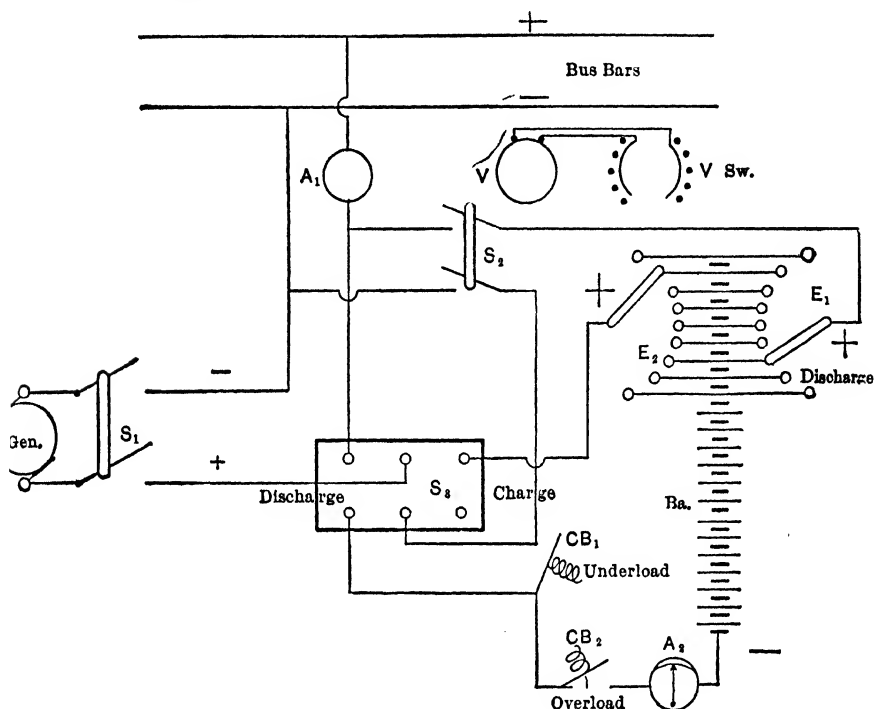 +
Bus Bars
−
A₁
V
V Sw.
S₂
+
E₁
E₂
+
Discharge
−
Gen.
S₁
+
Discharge
S₃
Charge
Ba.
CB₁
Underload
CB₂
A₂
−
Overload